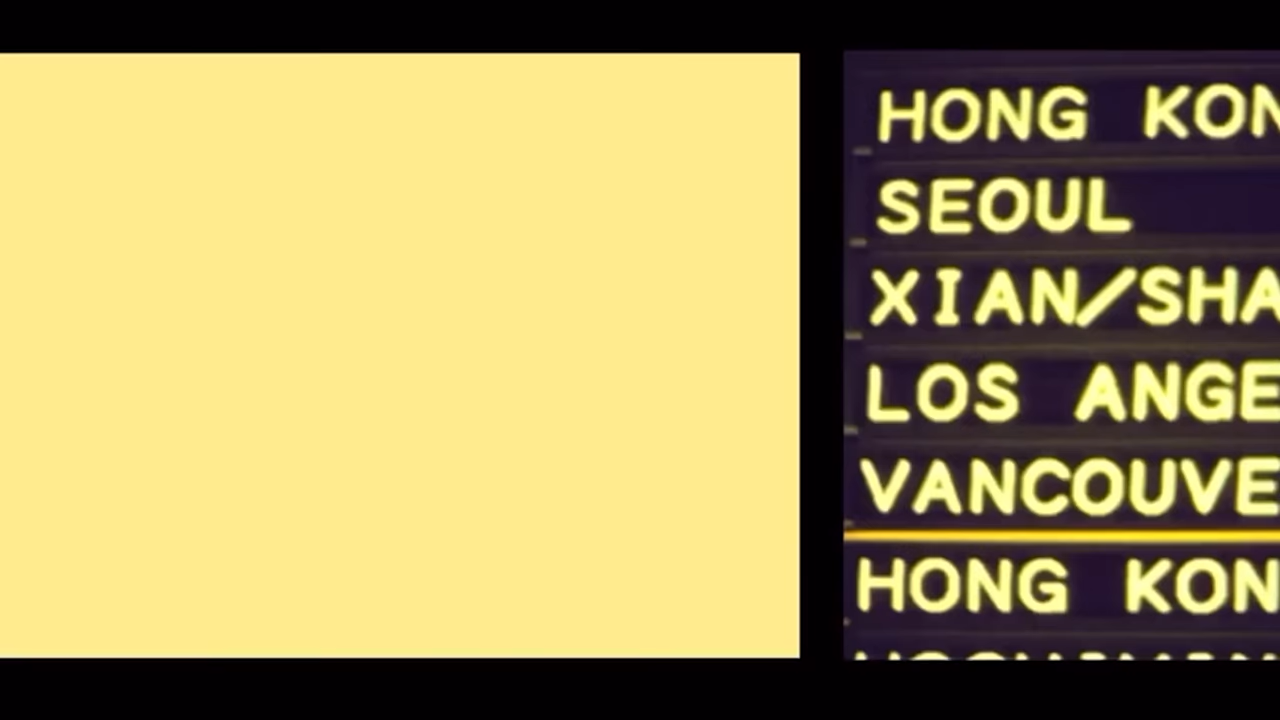 HONG KON
SEOUL
XIAN/SHA
LOS ANGE
VANCOUVE
HONG KON